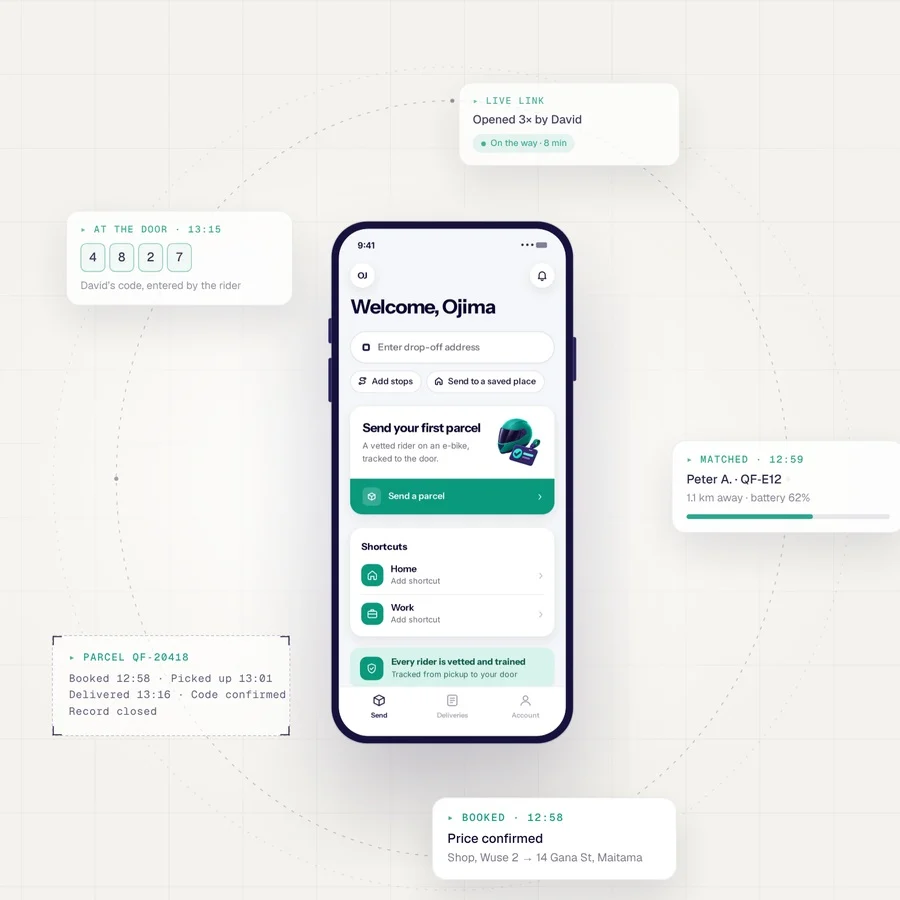 ▸ LIVE LINK
Opened 3× by David
On the way · 8 min
▸ AT THE DOOR · 13:15
4 8 2 7
David's code, entered by the rider
9:41
OJ
Welcome, Ojima
Enter drop-off address
Add stops
Send to a saved place
Send your first parcel
A vetted rider on an e-bike,
tracked to the door.
Send a parcel
Shortcuts
Home
Add shortcut
Work
Add shortcut
Every rider is vetted and trained
Tracked from pickup to your door
Send
Deliveries
Account
▸ MATCHED · 12:59
Peter A. · QF-E12
1.1 km away · battery 62%
▸ PARCEL QF-20418
Booked 12:58 · Picked up 13:01
Delivered 13:16 · Code confirmed
Record closed
▸ BOOKED · 12:58
Price confirmed
Shop, Wuse 2 → 14 Gana St, Maitama